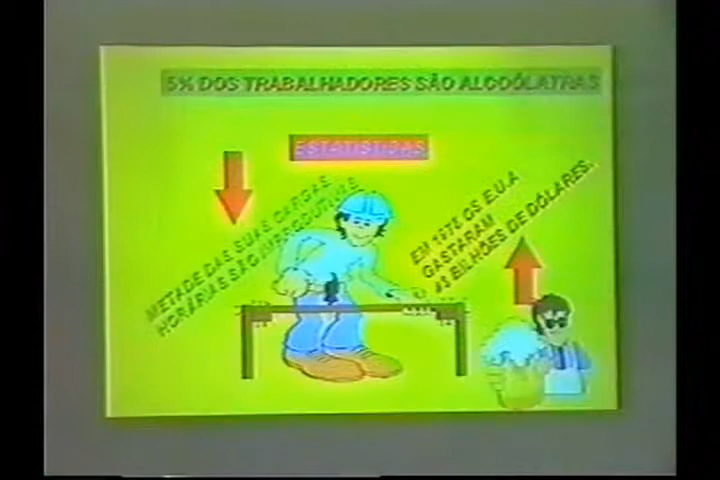 5% DOS TRABALHADORES SÃO ALCOÓLATRAS
ESTATÍSTICAS
METADE DAS SUAS CARGAS
HORÁRIAS SÃO IMPRODUTIVAS
EM 1975 OS E.U.A
GASTARAM
43 BILHÕES DE DÓLARES.